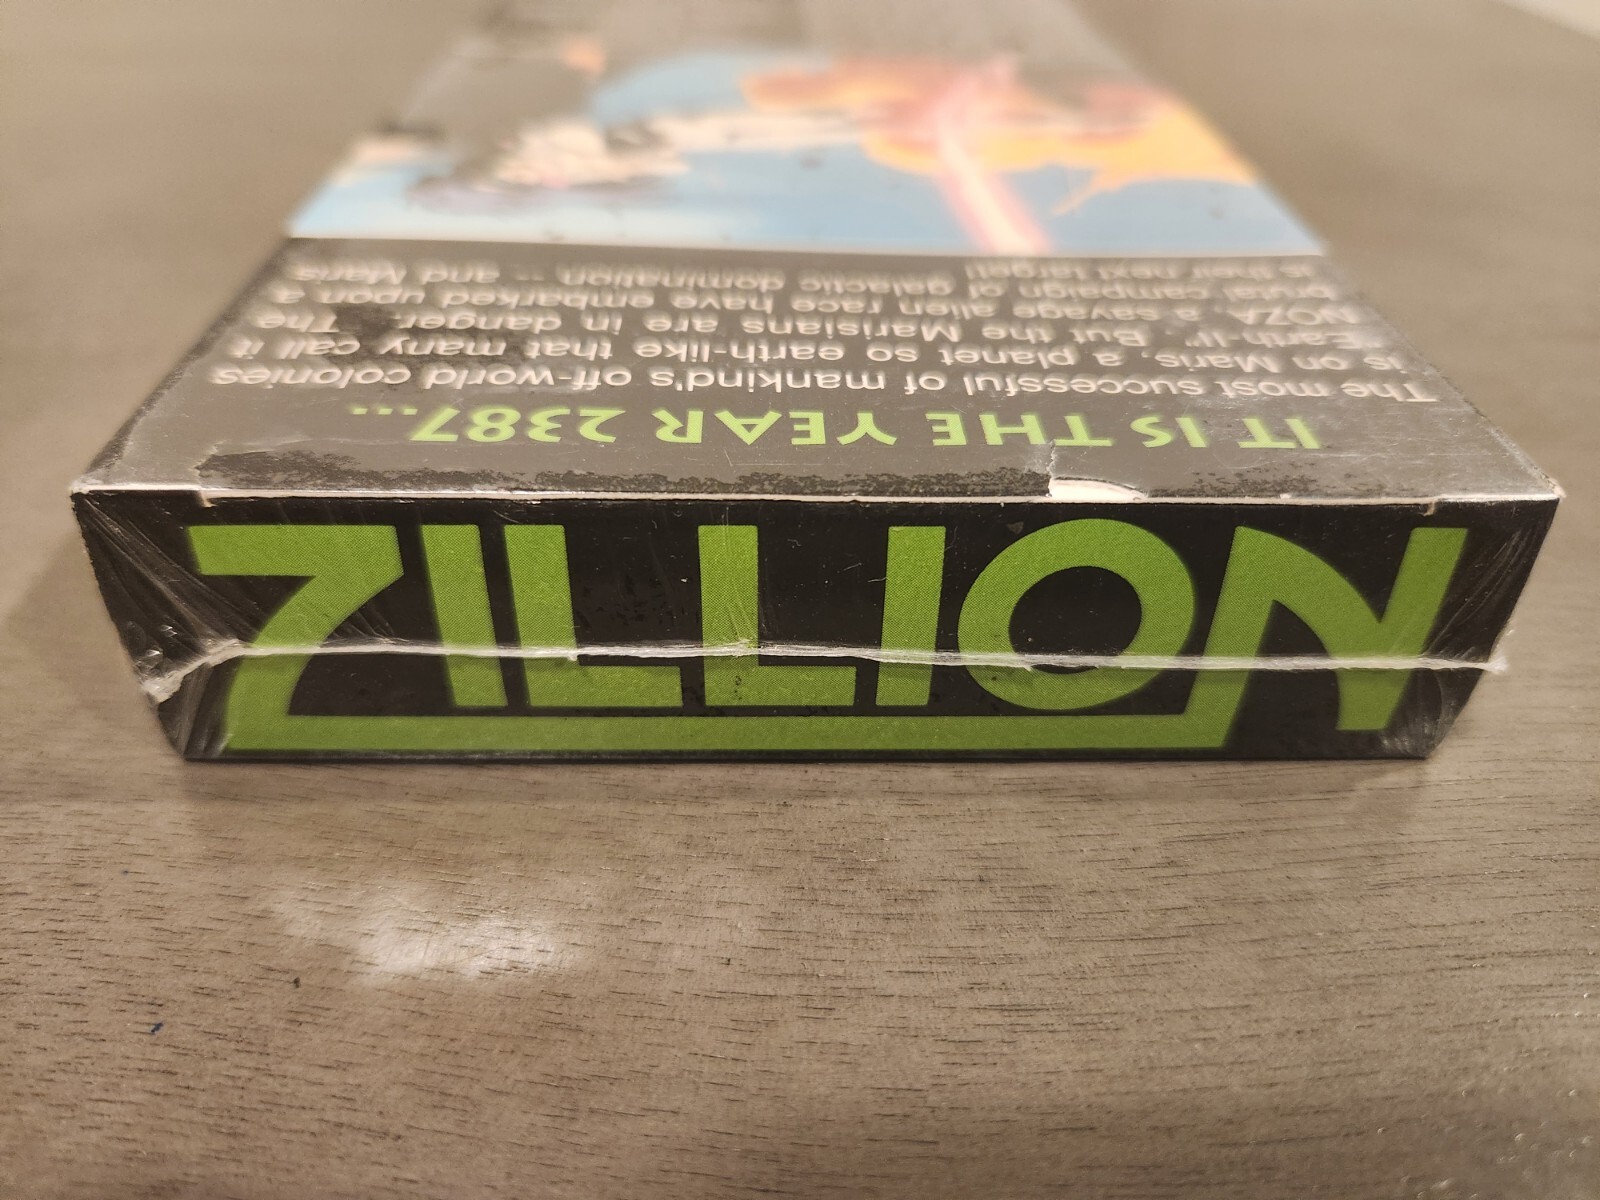 ZILLION
IT IS THE YEAR 2387...
The most successful of mankind's off-world colonies
is on Maris, a planet so earth-like that many call it
"Earth-II". But the Marisians are in danger. The
NOZA, a savage alien race have embarked upon a
brutal campaign of galactic domination ... and Maris
is their next target!